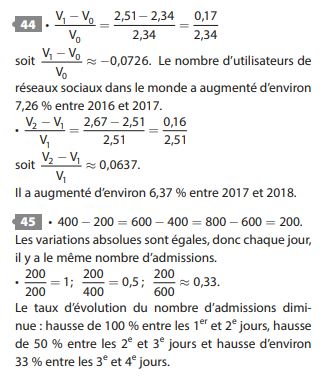 44 • (V₁ − V₀)/V₀ = (2,51 − 2,34)/2,34 = 0,17/2,34
soit (V₁ − V₀)/V₀ ≈ −0,0726. Le nombre d'utilisateurs de
réseaux sociaux dans le monde a augmenté d'environ
7,26 % entre 2016 et 2017.
• (V₂ − V₁)/V₁ = (2,67 − 2,51)/2,51 = 0,16/2,51
soit (V₂ − V₁)/V₁ ≈ 0,0637.
Il a augmenté d'environ 6,37 % entre 2017 et 2018.
45 • 400 − 200 = 600 − 400 = 800 − 600 = 200.
Les variations absolues sont égales, donc chaque jour,
il y a le même nombre d'admissions.
• 200/200 = 1; 200/400 = 0,5; 200/600 ≈ 0,33.
Le taux d'évolution du nombre d'admissions dimi-
nue : hausse de 100 % entre les 1er et 2e jours, hausse
de 50 % entre les 2e et 3e jours et hausse d'environ
33 % entre les 3e et 4e jours.